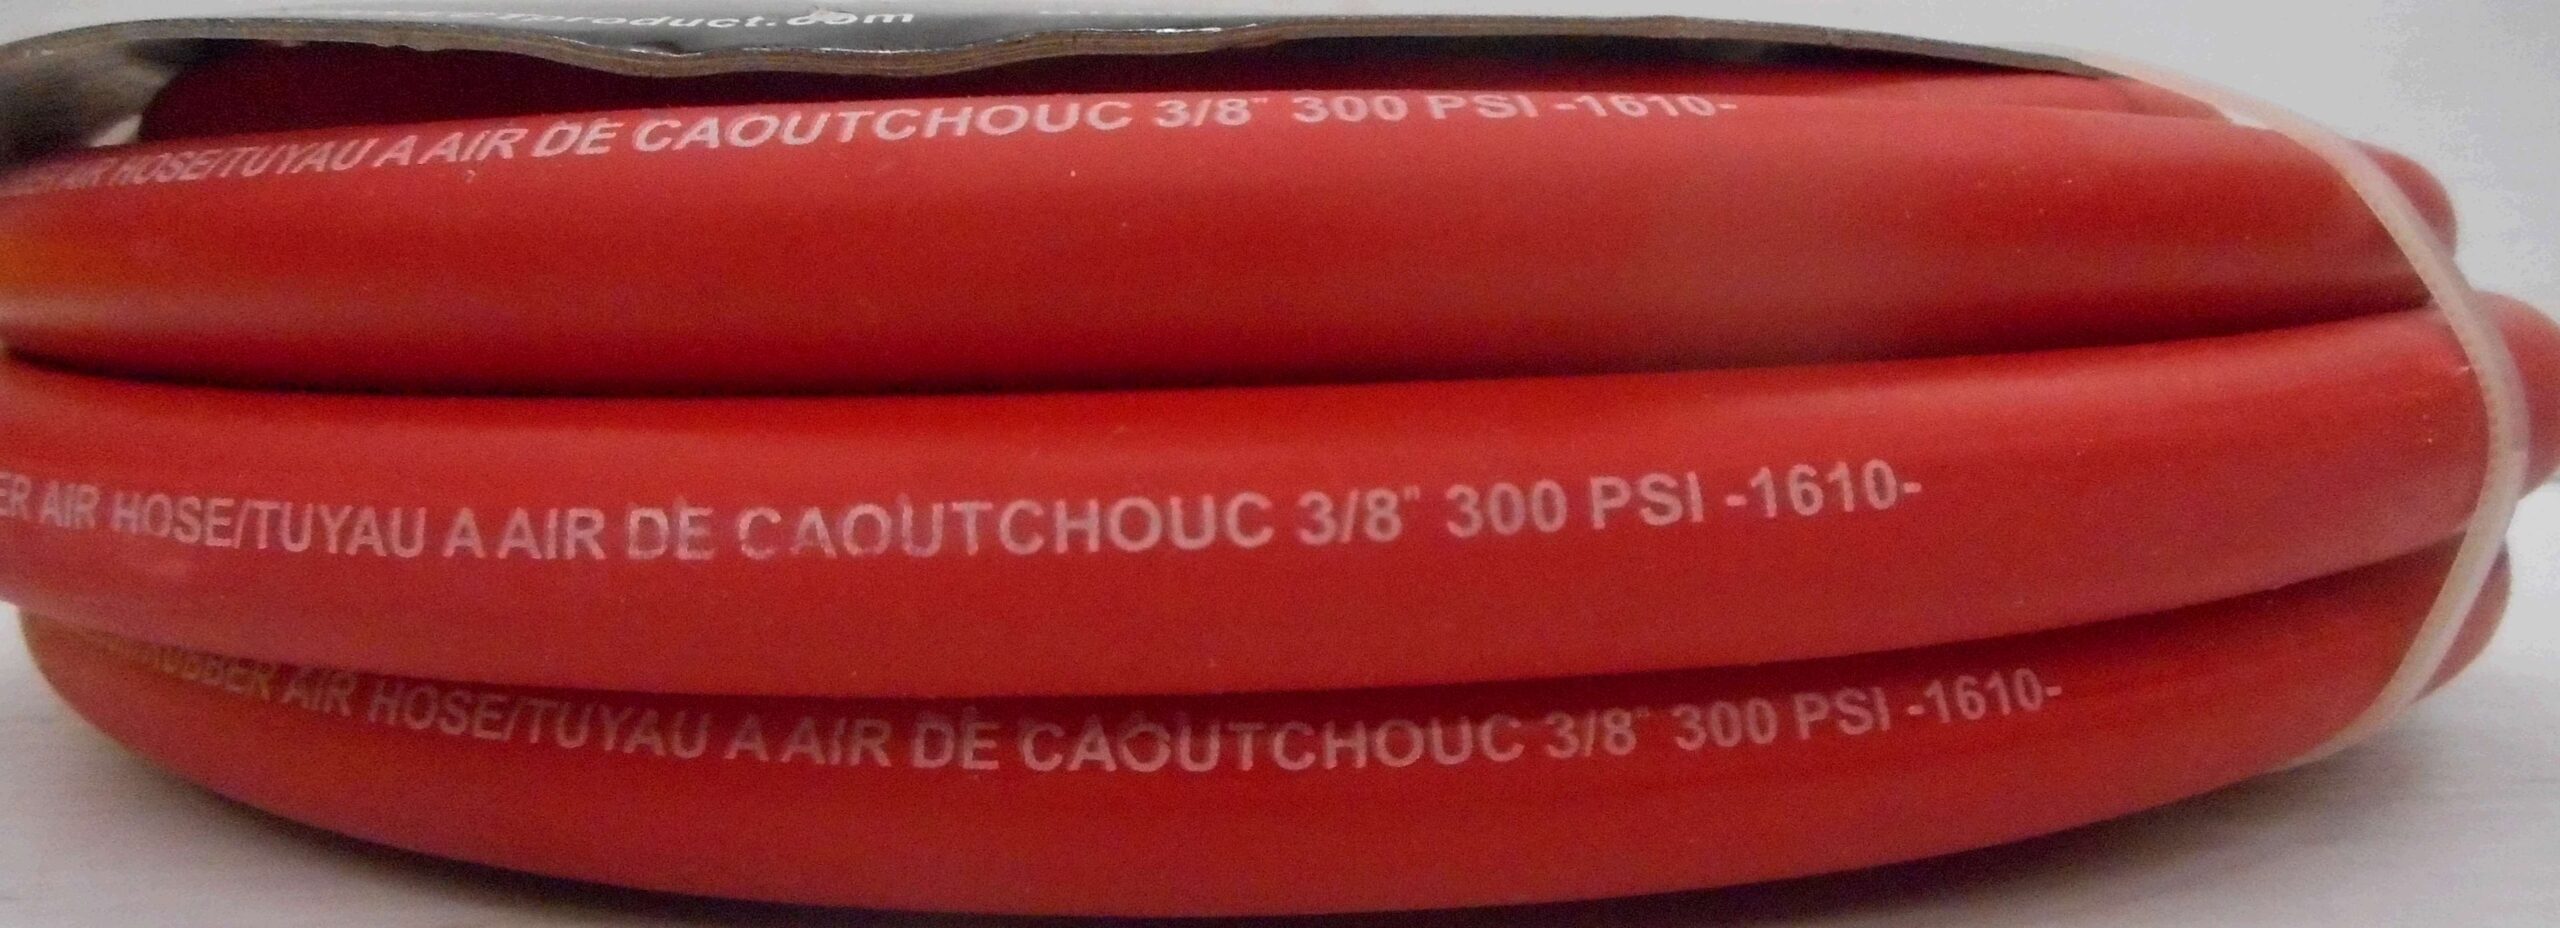 AIR HOSE/TUYAU A AIR DE CAOUTCHOUC 3/8" 300 PSI -1610-
AIR HOSE/TUYAU A AIR DE CAOUTCHOUC 3/8" 300 PSI -1610-
RUBBER AIR HOSE/TUYAU A AIR DE CAOUTCHOUC 3/8" 300 PSI -1610-